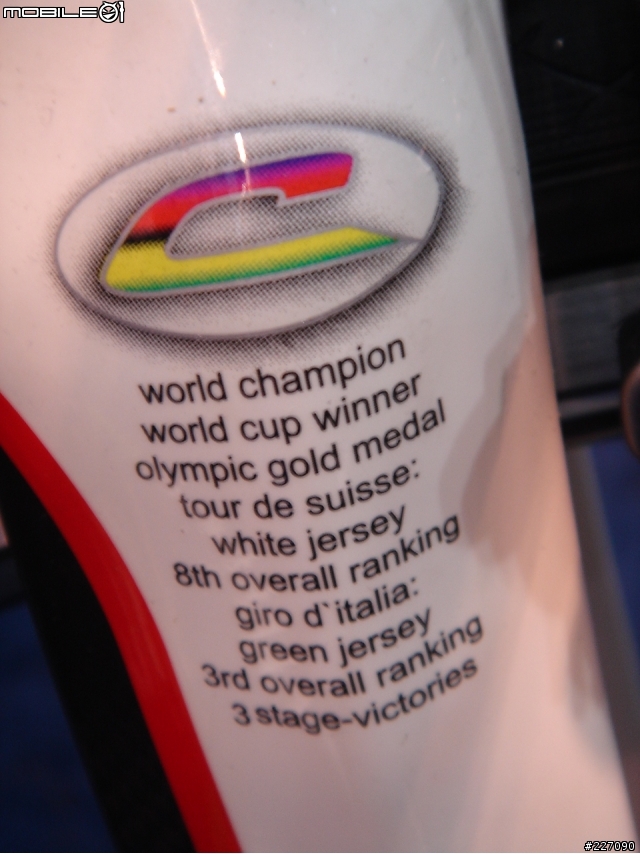 MOBILE01
world champion
world cup winner
olympic gold medal
tour de suisse:
white jersey
8th overall ranking
giro d`italia:
green jersey
3rd overall ranking
3 stage-victories
#227090